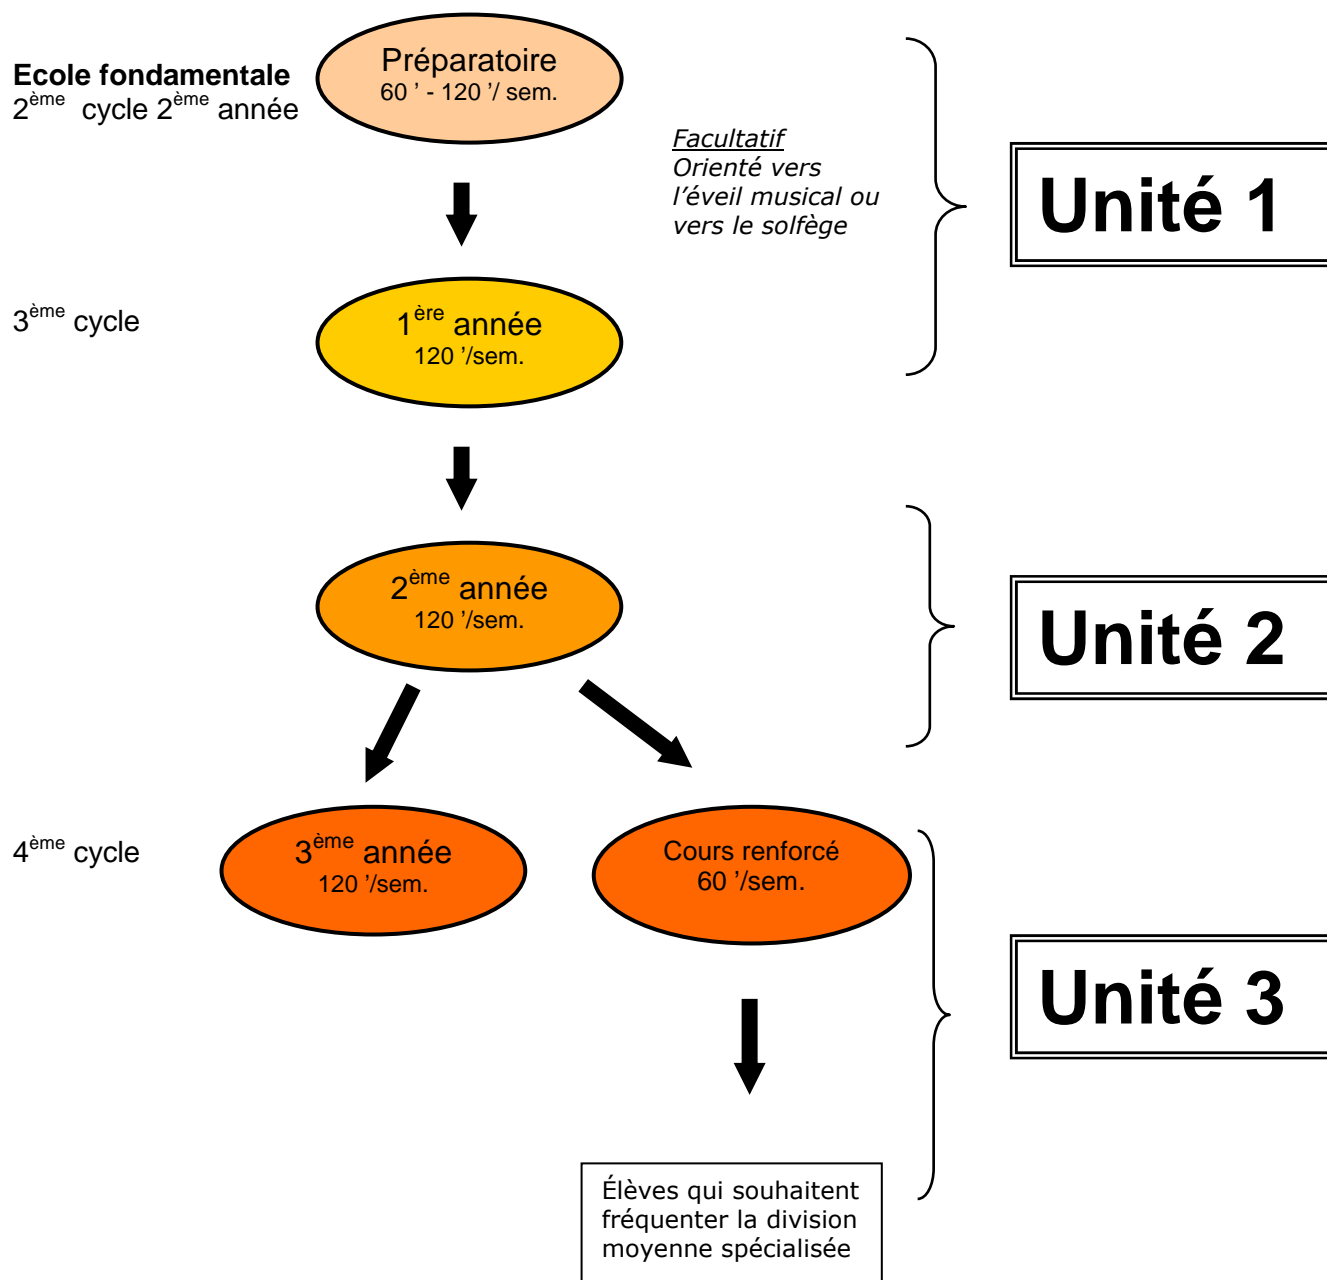 Préparatoire
60 ’ - 120 ’/ sem.
Ecole fondamentale
2ème cycle 2ème année
Facultatif
Orienté vers
l’éveil musical ou
vers le solfège
Unité 1
3ème cycle
1ère année
120 ’/sem.
2ème année
120 ’/sem.
Unité 2
4ème cycle
3ème année
120 ’/sem.
Cours renforcé
60 ’/sem.
Unité 3
Élèves qui souhaitent
fréquenter la division
moyenne spécialisée